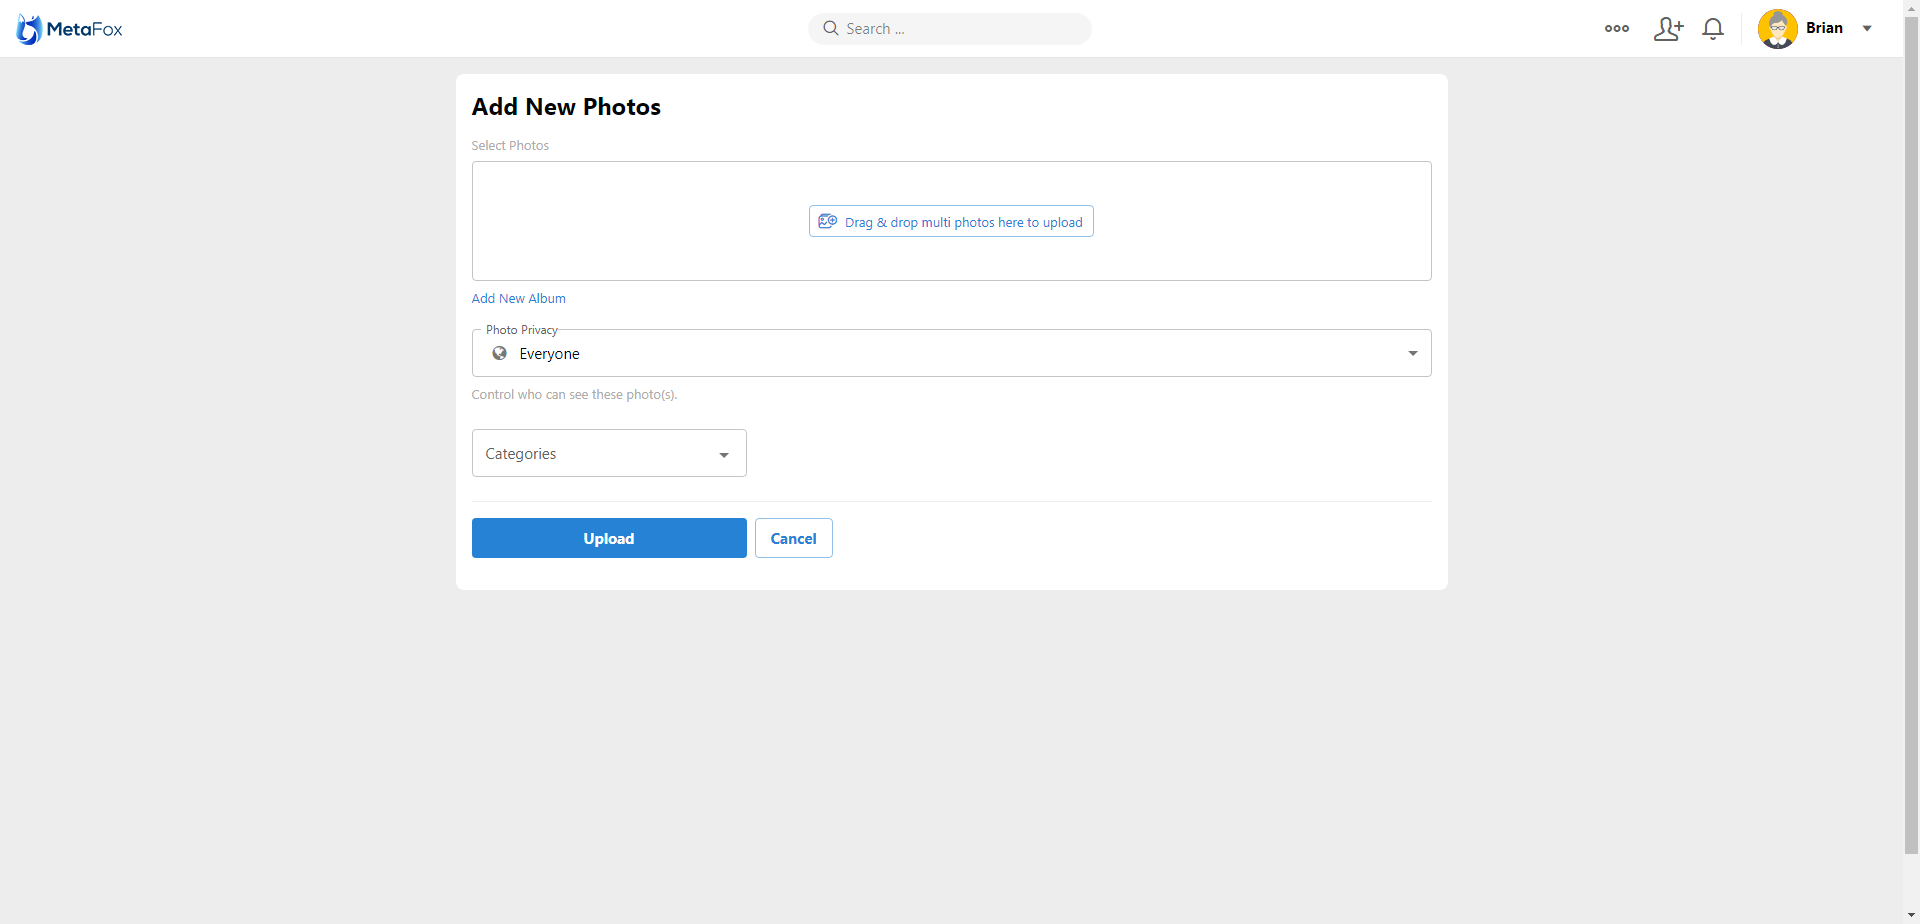 MetaFox
Search ...
Brian
Add New Photos
Select Photos
Drag & drop multi photos here to upload
Add New Album
Photo Privacy
Everyone
Control who can see these photo(s).
Categories
Upload
Cancel